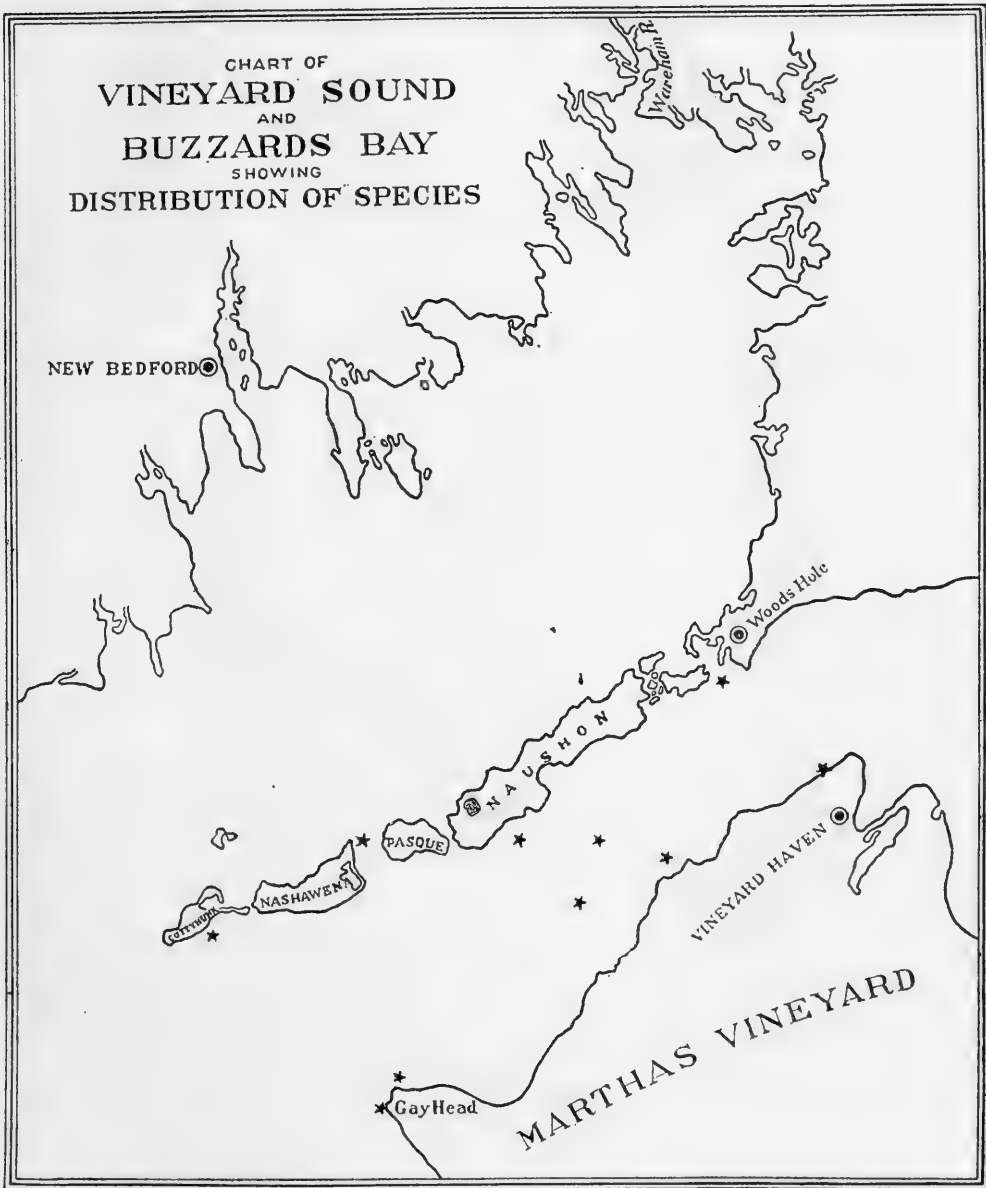 CHART OF
VINEYARD SOUND
AND
BUZZARDS BAY
SHOWING
DISTRIBUTION OF SPECIES
Wareham R.
NEW BEDFORD
Woods Hole
NAUSHON
PASQUE
NASHAWENA
CUTTYHUNK
VINEYARD HAVEN
MARTHAS VINEYARD
Gay Head